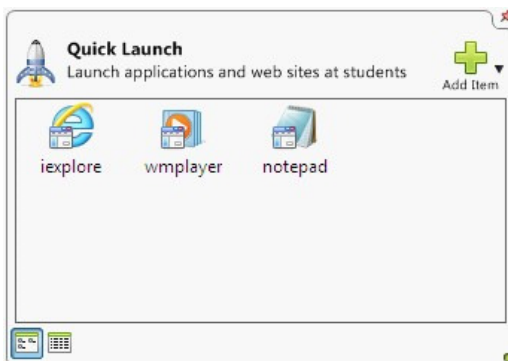 Quick Launch
Launch applications and web sites at students
Add Item
iexplore
wmplayer
notepad